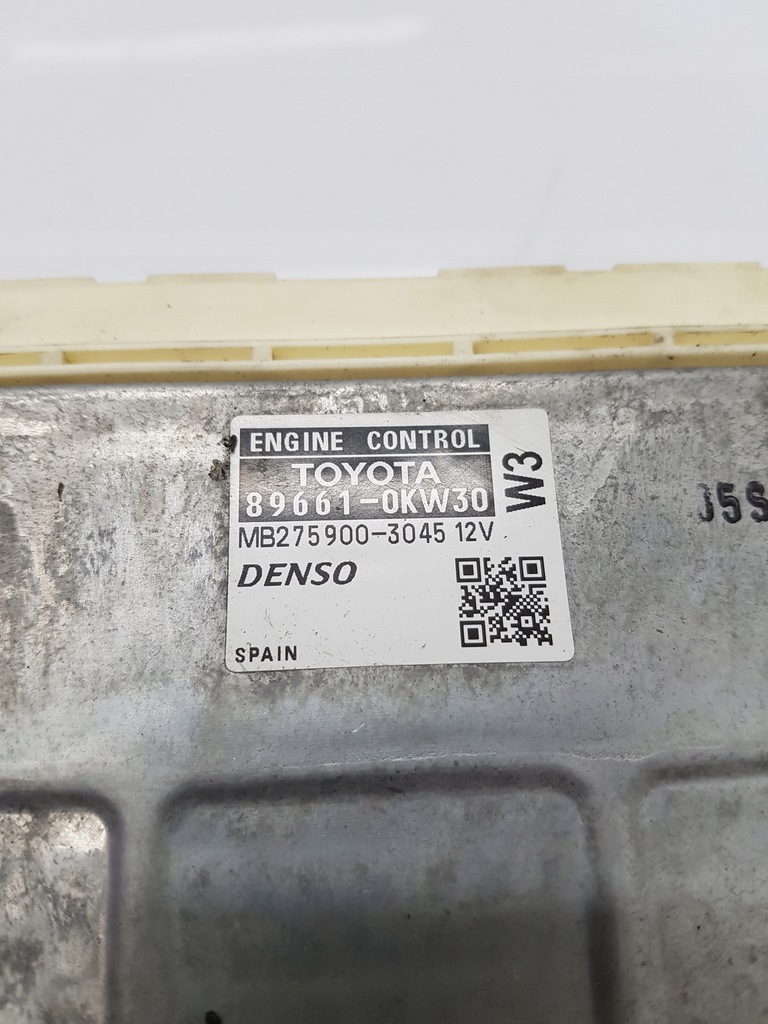 ENGINE CONTROL
TOYOTA
89661-0KW30
W3
MB275900-3045 12V
DENSO
SPAIN